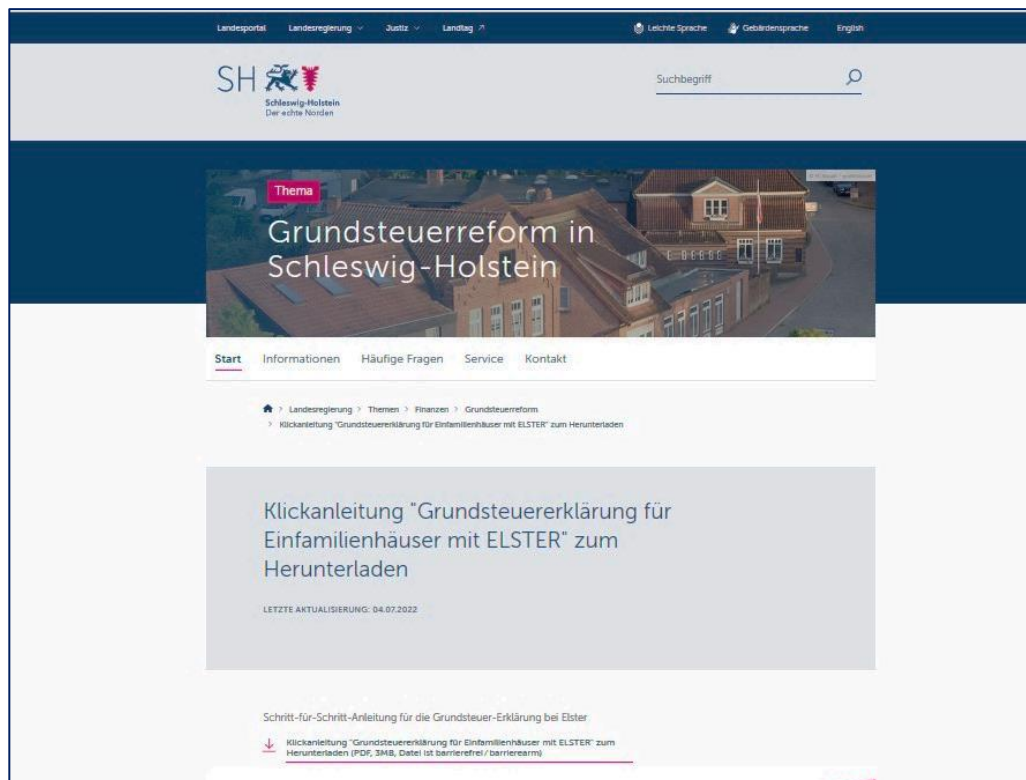 Landesportal Landesregierung Justiz Landtag Leichte Sprache Gebärdensprache English
SH
Schleswig-Holstein
Der echte Norden
Suchbegriff
Thema
Grundsteuerreform in
Schleswig-Holstein
Start Informationen Häufige Fragen Service Kontakt
> Landesregierung > Themen > Finanzen > Grundsteuerreform
> Klickanleitung "Grundsteuererklärung für Einfamilienhäuser mit ELSTER" zum Herunterladen
Klickanleitung "Grundsteuererklärung für
Einfamilienhäuser mit ELSTER" zum
Herunterladen
LETZTE AKTUALISIERUNG: 04.07.2022
Schritt-für-Schritt-Anleitung für die Grundsteuer-Erklärung bei Elster
Klickanleitung "Grundsteuererklärung für Einfamilienhäuser mit ELSTER" zum
Herunterladen (PDF, 3MB, Datei ist barrierefrei/barrierearm)